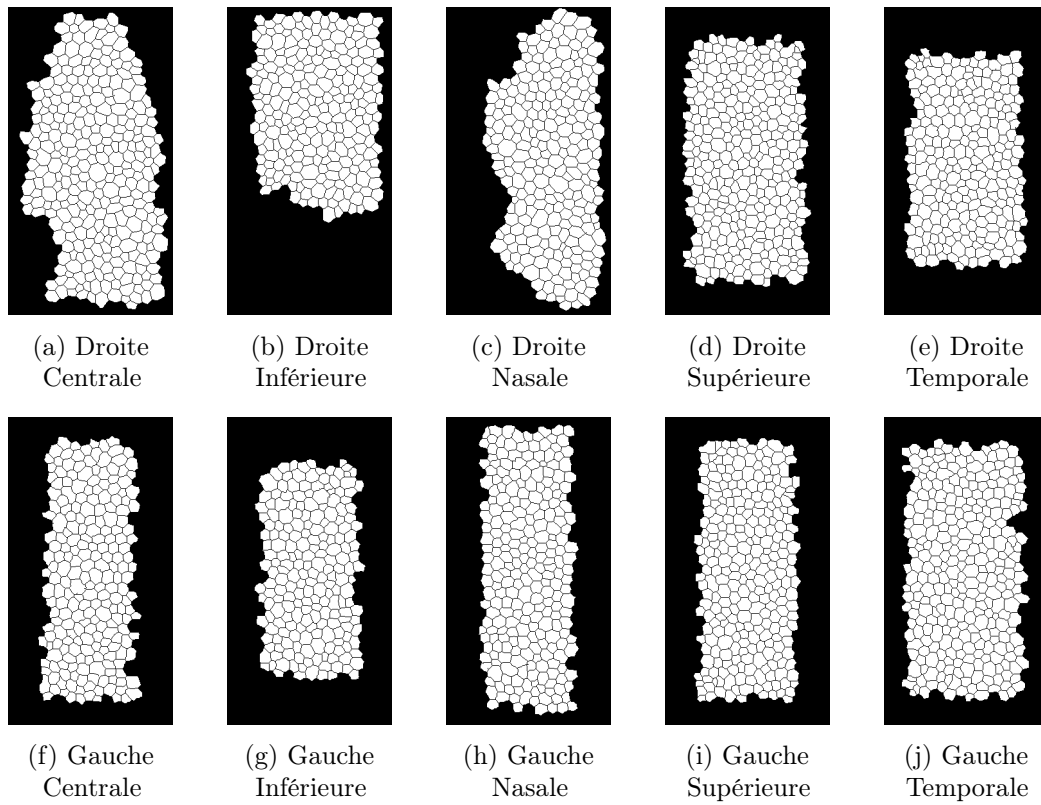 (a) Droite
Centrale
(b) Droite
Inférieure
(c) Droite
Nasale
(d) Droite
Supérieure
(e) Droite
Temporale
(f) Gauche
Centrale
(g) Gauche
Inférieure
(h) Gauche
Nasale
(i) Gauche
Supérieure
(j) Gauche
Temporale